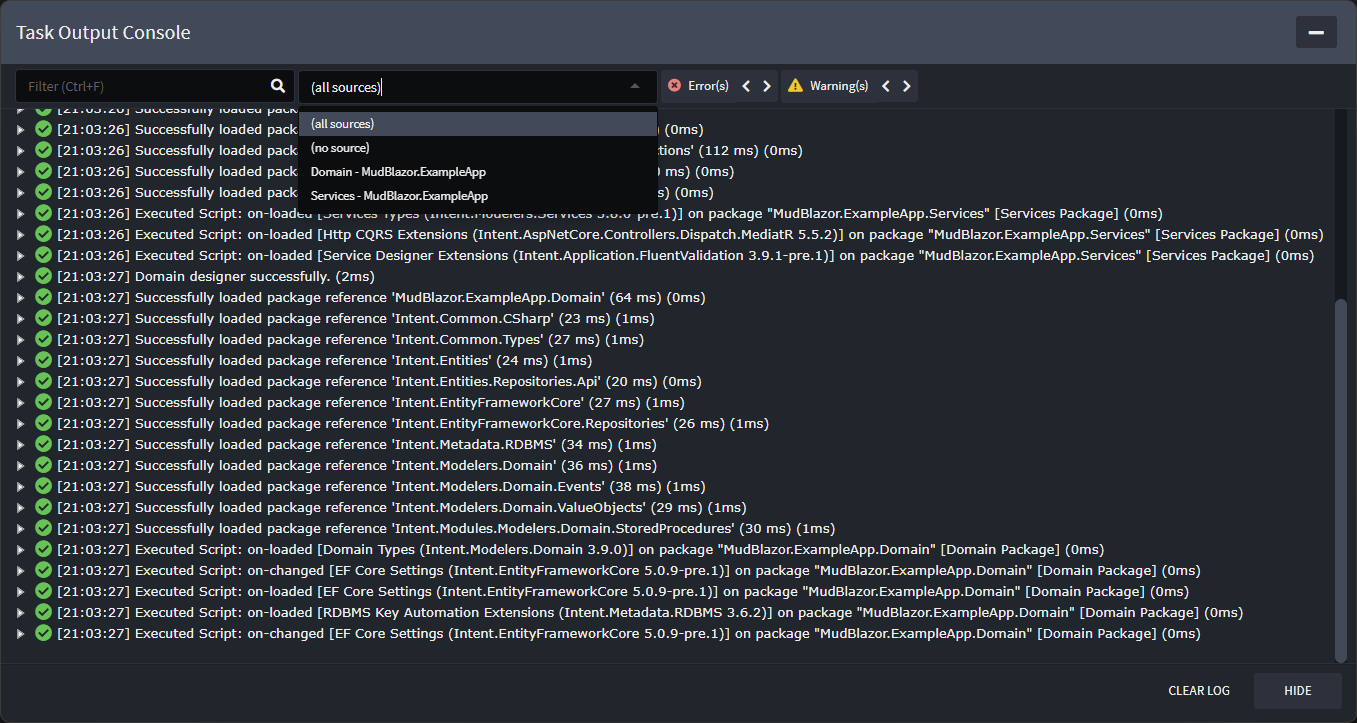 Task Output Console
Filter (Ctrl+F)
(all sources)
Error(s)
Warning(s)
(all sources)
(no source)
Domain - MudBlazor.ExampleApp
Services - MudBlazor.ExampleApp
[21:03:26] Successfully loaded pack
[21:03:26] Successfully loaded pack ) (0ms)
[21:03:26] Successfully loaded pack tions' (112 ms) (0ms)
[21:03:26] Successfully loaded pack ms) (0ms)
[21:03:26] Successfully loaded pack s) (0ms)
[21:03:26] Executed Script: on-loaded [Services Types (Intent.Modelers.Services 3.8.0-pre.1)] on package "MudBlazor.ExampleApp.Services" [Services Package] (0ms)
[21:03:26] Executed Script: on-loaded [Http CQRS Extensions (Intent.AspNetCore.Controllers.Dispatch.MediatR 5.5.2)] on package "MudBlazor.ExampleApp.Services" [Services Package] (0ms)
[21:03:26] Executed Script: on-loaded [Service Designer Extensions (Intent.Application.FluentValidation 3.9.1-pre.1)] on package "MudBlazor.ExampleApp.Services" [Services Package] (0ms)
[21:03:27] Domain designer successfully. (2ms)
[21:03:27] Successfully loaded package reference 'MudBlazor.ExampleApp.Domain' (64 ms) (0ms)
[21:03:27] Successfully loaded package reference 'Intent.Common.CSharp' (23 ms) (1ms)
[21:03:27] Successfully loaded package reference 'Intent.Common.Types' (27 ms) (1ms)
[21:03:27] Successfully loaded package reference 'Intent.Entities' (24 ms) (1ms)
[21:03:27] Successfully loaded package reference 'Intent.Entities.Repositories.Api' (20 ms) (0ms)
[21:03:27] Successfully loaded package reference 'Intent.EntityFrameworkCore' (27 ms) (1ms)
[21:03:27] Successfully loaded package reference 'Intent.EntityFrameworkCore.Repositories' (26 ms) (1ms)
[21:03:27] Successfully loaded package reference 'Intent.Metadata.RDBMS' (34 ms) (1ms)
[21:03:27] Successfully loaded package reference 'Intent.Modelers.Domain' (36 ms) (1ms)
[21:03:27] Successfully loaded package reference 'Intent.Modelers.Domain.Events' (38 ms) (1ms)
[21:03:27] Successfully loaded package reference 'Intent.Modelers.Domain.ValueObjects' (29 ms) (1ms)
[21:03:27] Successfully loaded package reference 'Intent.Modules.Modelers.Domain.StoredProcedures' (30 ms) (1ms)
[21:03:27] Executed Script: on-loaded [Domain Types (Intent.Modelers.Domain 3.9.0)] on package "MudBlazor.ExampleApp.Domain" [Domain Package] (0ms)
[21:03:27] Executed Script: on-changed [EF Core Settings (Intent.EntityFrameworkCore 5.0.9-pre.1)] on package "MudBlazor.ExampleApp.Domain" [Domain Package] (0ms)
[21:03:27] Executed Script: on-loaded [EF Core Settings (Intent.EntityFrameworkCore 5.0.9-pre.1)] on package "MudBlazor.ExampleApp.Domain" [Domain Package] (0ms)
[21:03:27] Executed Script: on-loaded [RDBMS Key Automation Extensions (Intent.Metadata.RDBMS 3.6.2)] on package "MudBlazor.ExampleApp.Domain" [Domain Package] (0ms)
[21:03:27] Executed Script: on-changed [EF Core Settings (Intent.EntityFrameworkCore 5.0.9-pre.1)] on package "MudBlazor.ExampleApp.Domain" [Domain Package] (0ms)
CLEAR LOG
HIDE